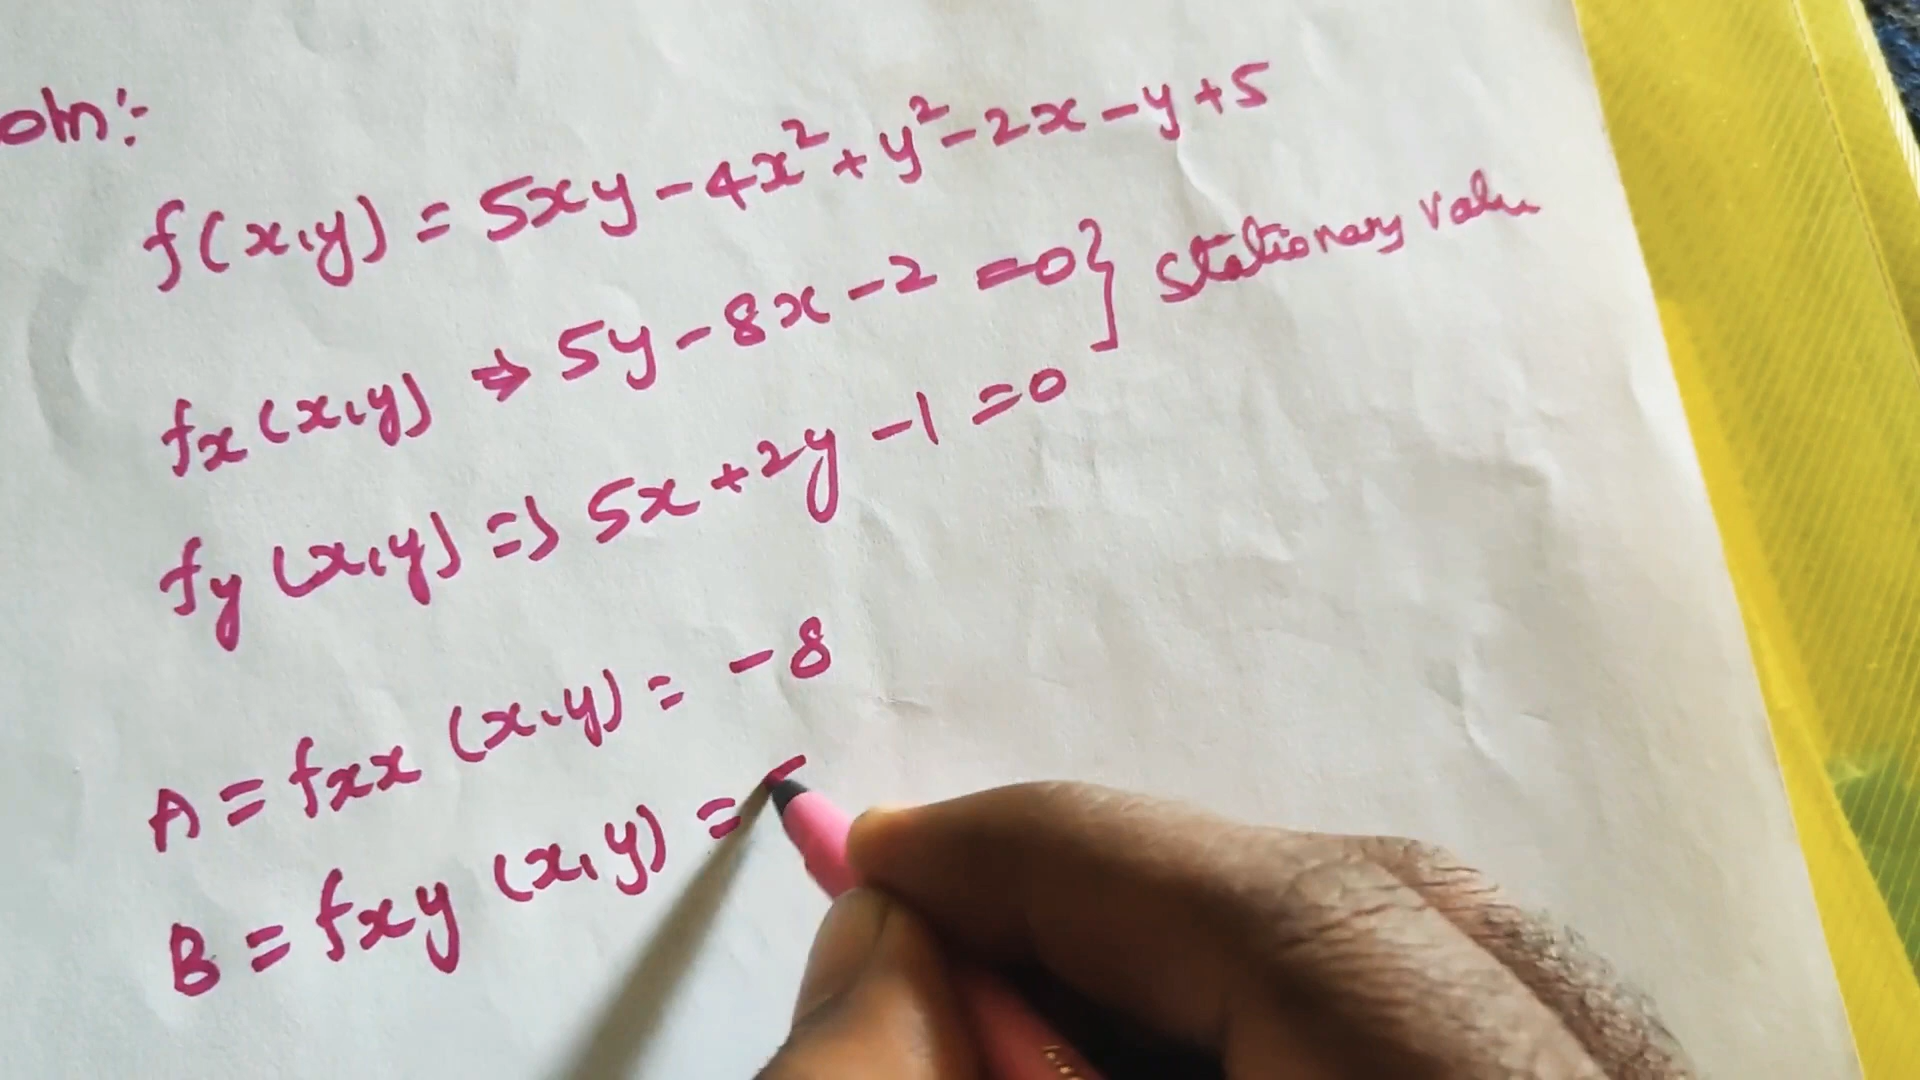 oln:-
f(x,y) = 5xy - 4x² + y² - 2x - y + 5
fx(x,y) ⇒ 5y - 8x - 2 = 0 } Stationary value
fy(x,y) ⇒ 5x + 2y - 1 = 0
A = fxx (x,y) = -8
B = fxy (x,y) =